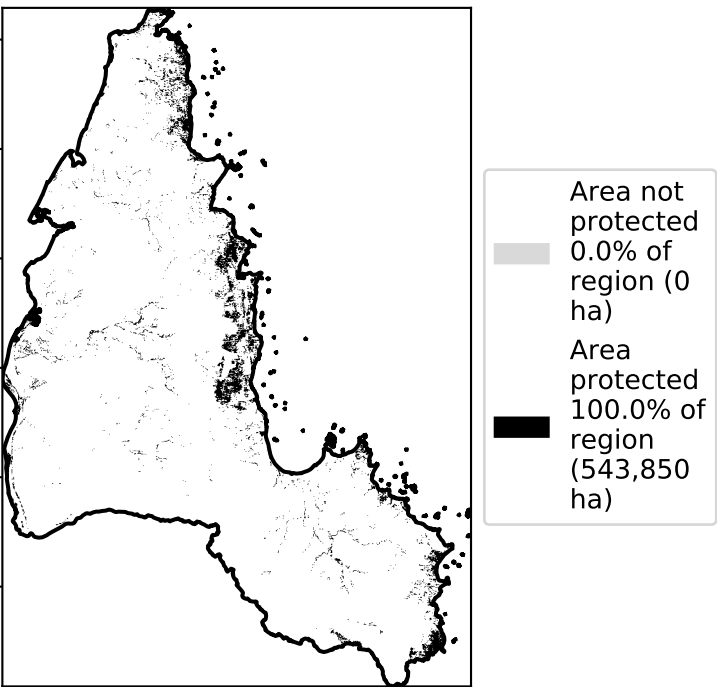 Area not
protected
0.0% of
region (0
ha)
Area
protected
100.0% of
region
(543,850
ha)